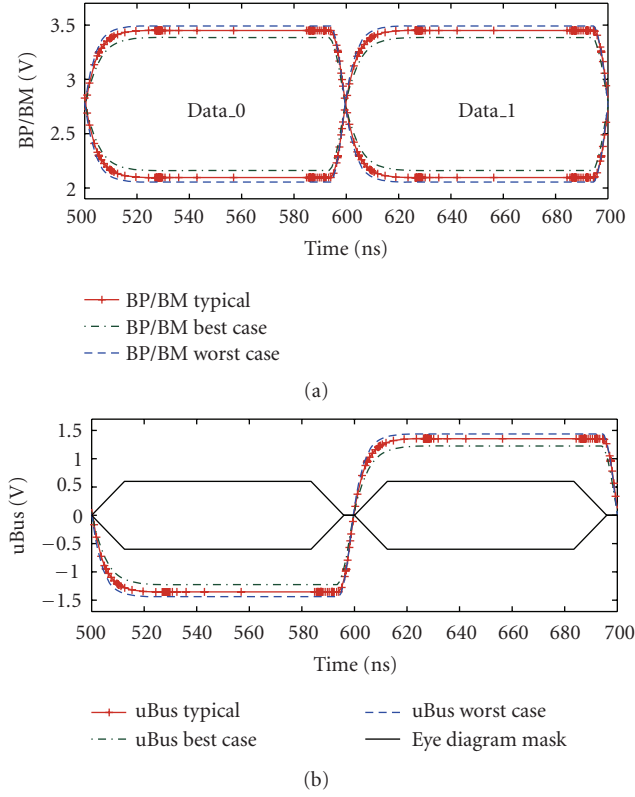 3.5
3
2.5
2
BP/BM (V)
Data_0
Data_1
500 520 540 560 580 600 620 640 660 680 700
Time (ns)
BP/BM typical
BP/BM best case
BP/BM worst case
(a)
1.5
1
0.5
0
−0.5
−1
−1.5
uBus (V)
500 520 540 560 580 600 620 640 660 680 700
Time (ns)
uBus typical
uBus best case
uBus worst case
Eye diagram mask
(b)